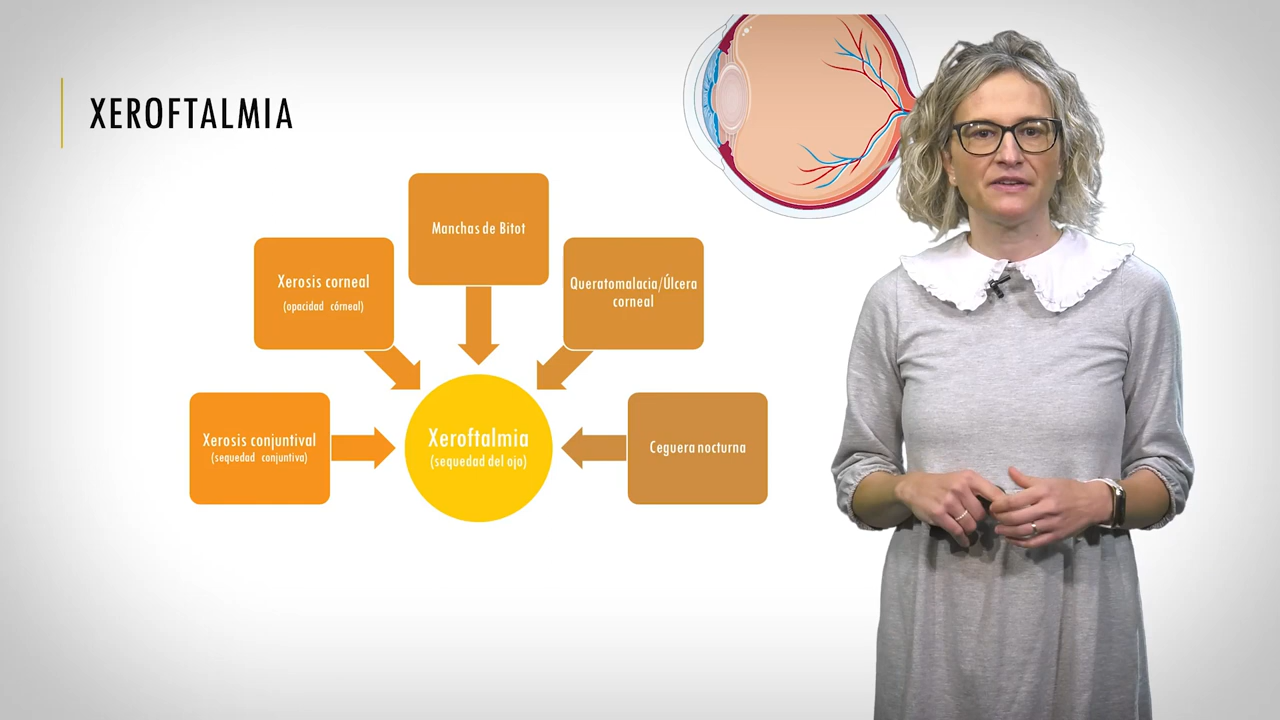 XEROFTALMIA
Manchas de Bitot
Xerosis corneal
(opacidad córneal)
Queratomalacia/Úlcera
corneal
Xerosis conjuntival
(sequedad conjuntiva)
Xeroftalmia
(sequedad del ojo)
Ceguera nocturna